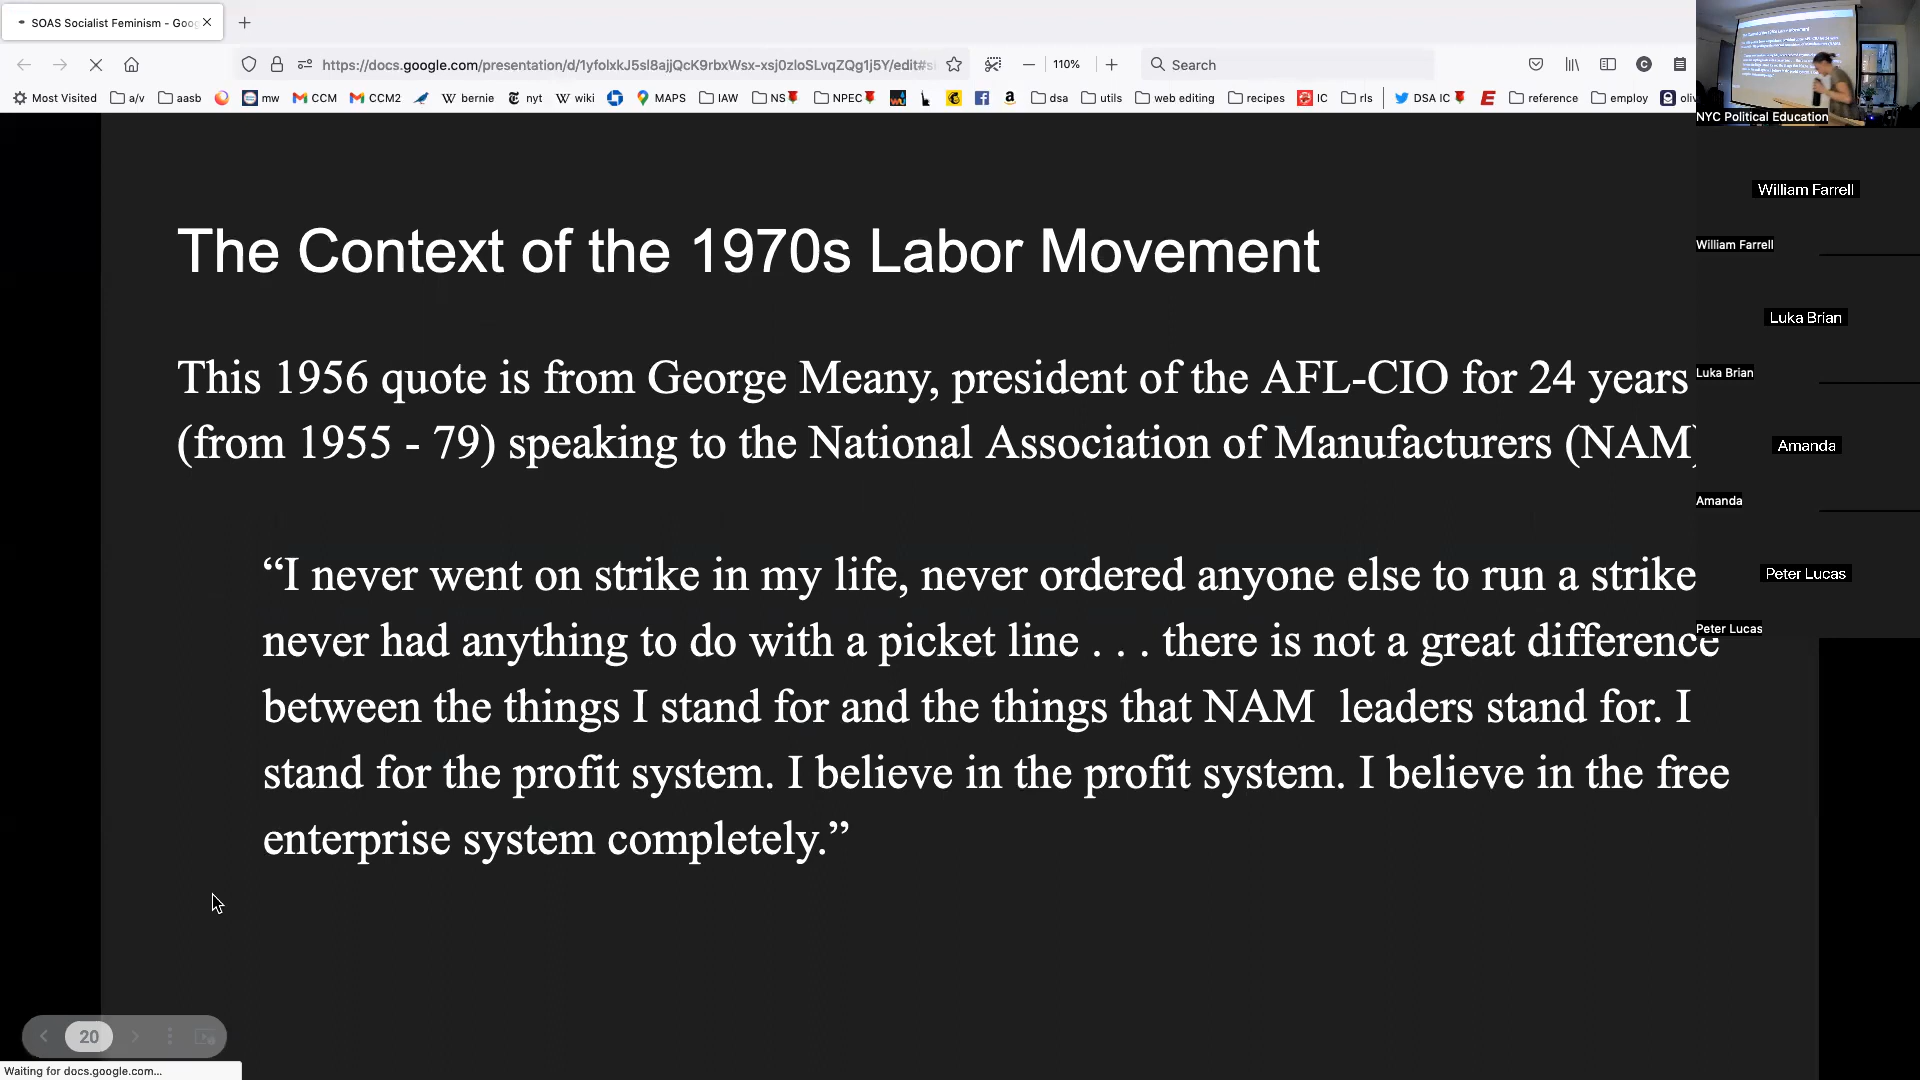 SOAS Socialist Feminism - Goo
https://docs.google.com/presentation/d/1yfolxkJ5sl8ajjQcK9rbxWsx-xsj0zloSLvqZQg1j5Y/edit#s
110%
Search
Most Visited
a/v
aasb
mw
CCM
CCM2
bernie
nyt
wiki
MAPS
IAW
NS
NPEC
dsa
utils
web editing
recipes
IC
rls
DSA IC
reference
employ
oliv
NYC Political Education
William Farrell
William Farrell
Luka Brian
Luka Brian
Amanda
Amanda
Peter Lucas
Peter Lucas
The Context of the 1970s Labor Movement
This 1956 quote is from George Meany, president of the AFL-CIO for 24 years
(from 1955 - 79) speaking to the National Association of Manufacturers (NAM)
“I never went on strike in my life, never ordered anyone else to run a strike
never had anything to do with a picket line . . . there is not a great difference
between the things I stand for and the things that NAM leaders stand for. I
stand for the profit system. I believe in the profit system. I believe in the free
enterprise system completely.”
20
Waiting for docs.google.com...